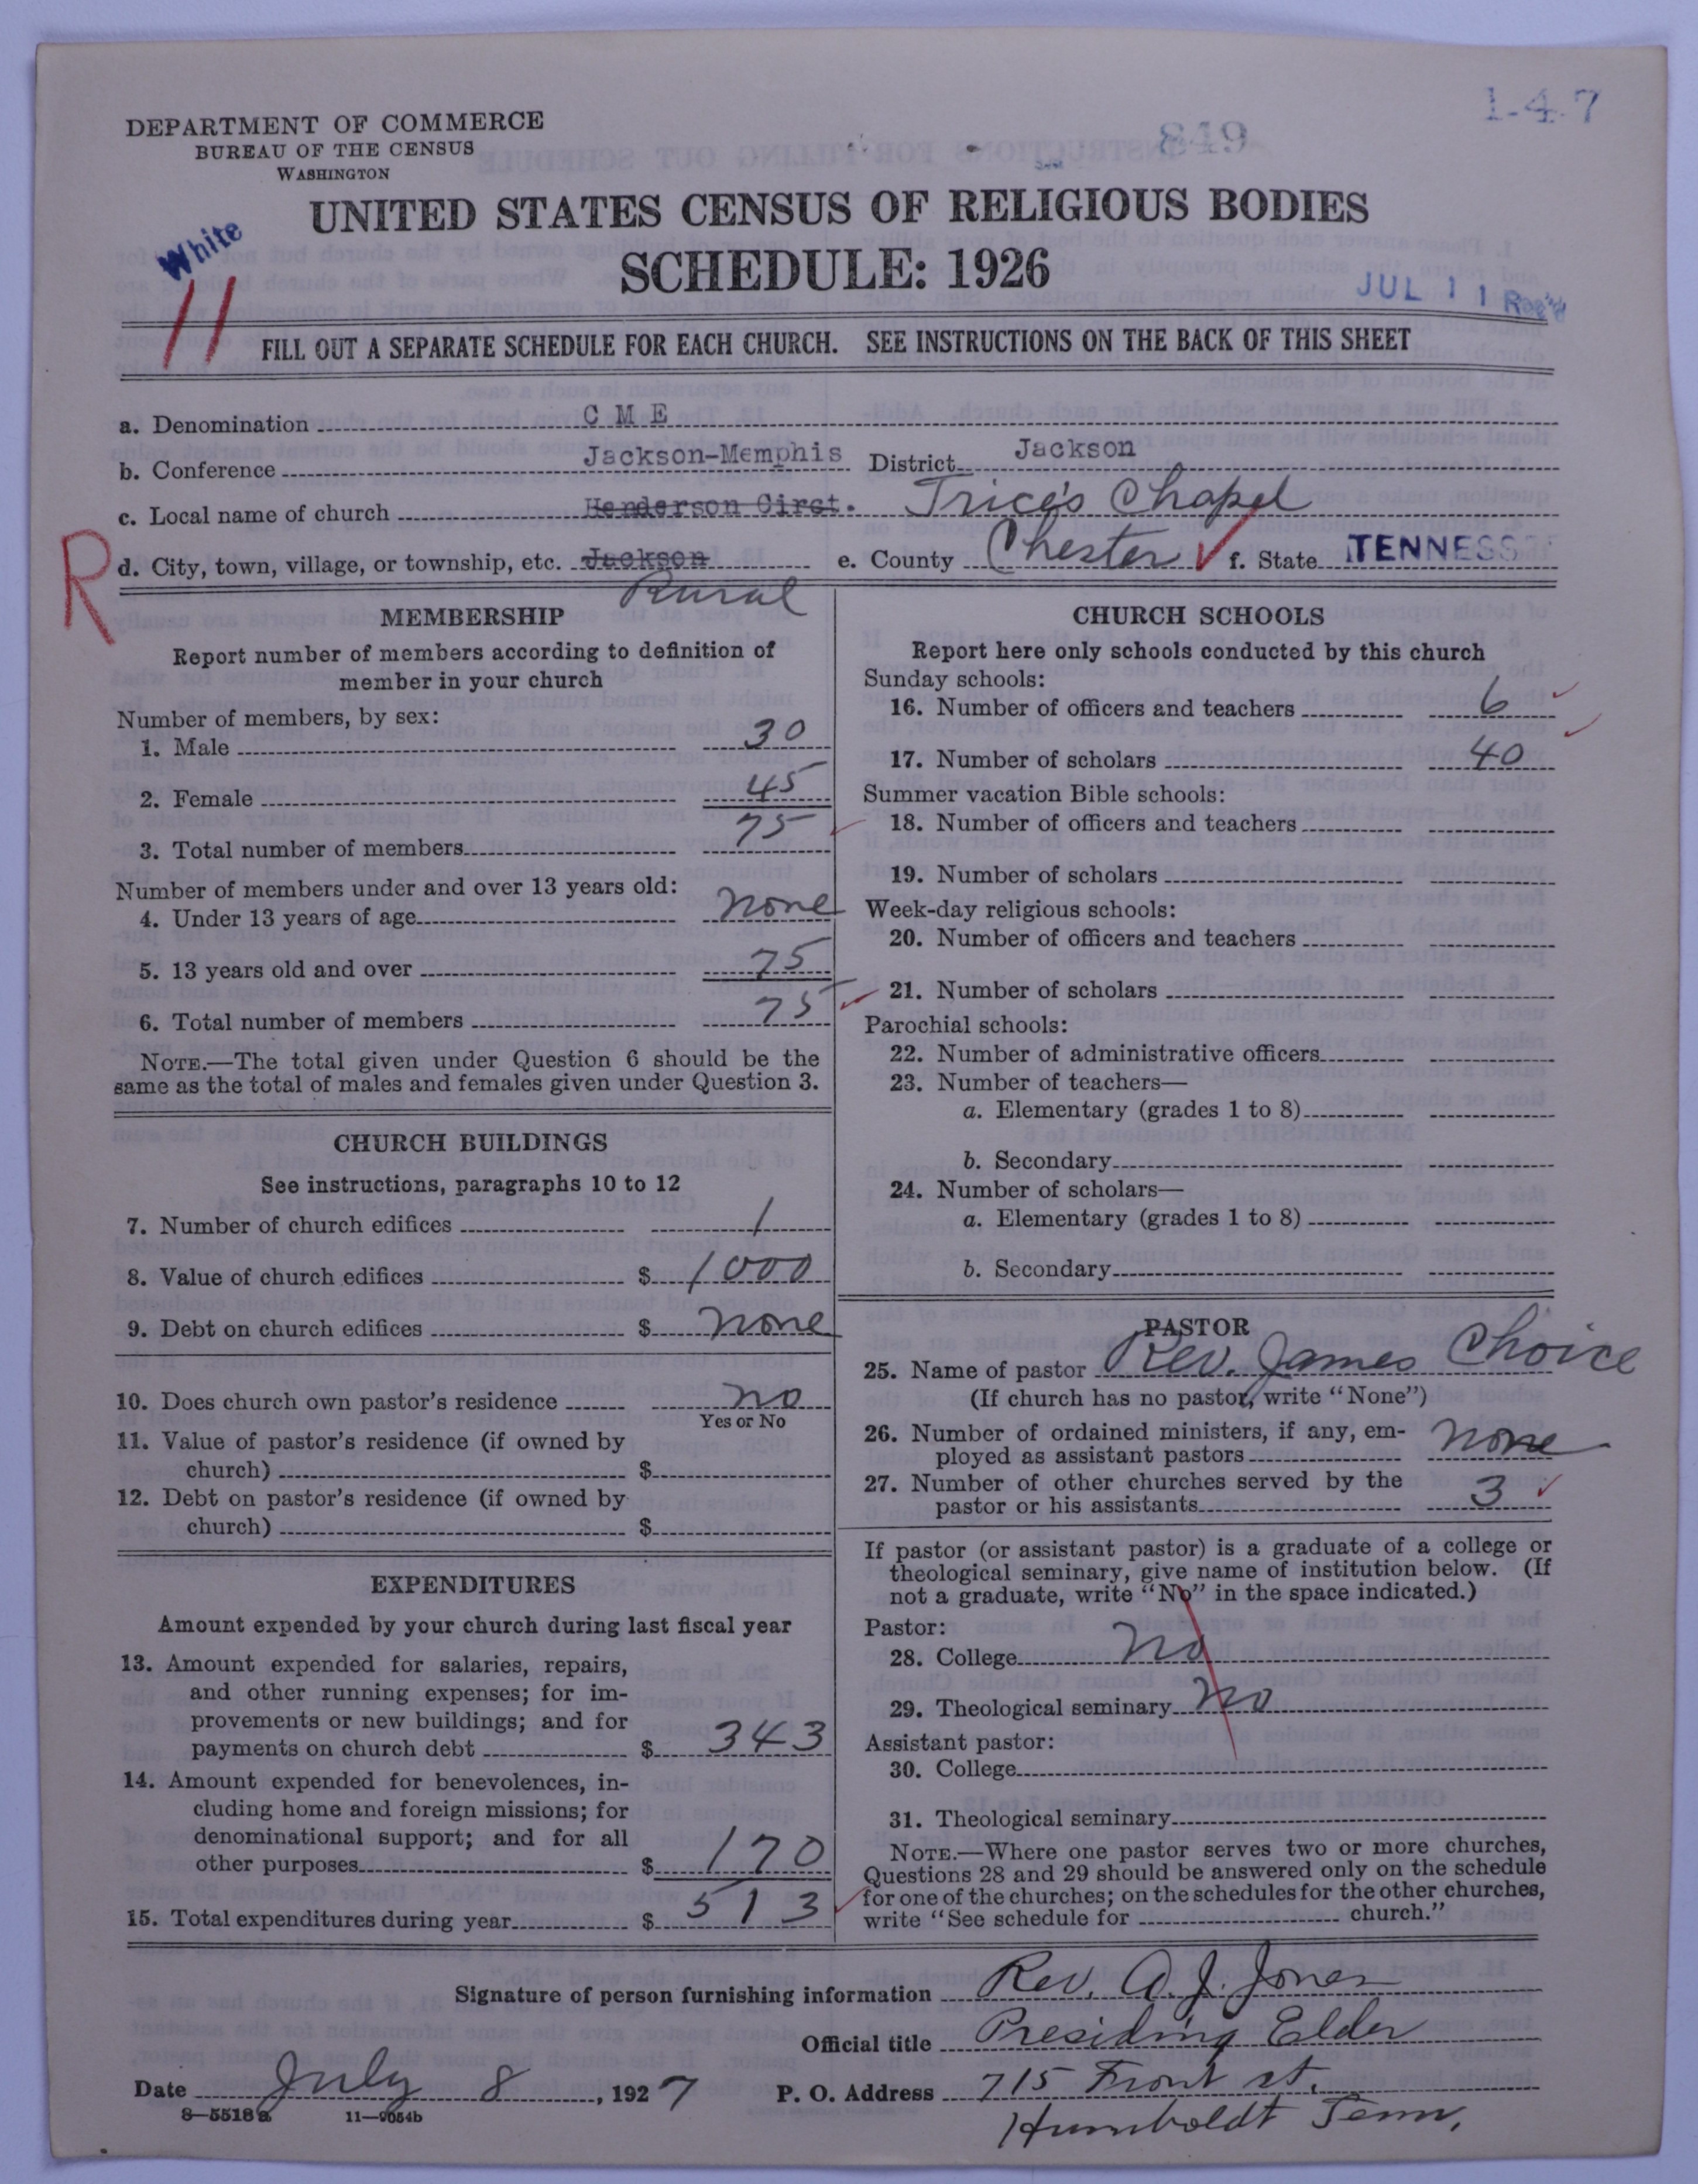 1-4-7
849
DEPARTMENT OF COMMERCE
BUREAU OF THE CENSUS
WASHINGTON
UNITED STATES CENSUS OF RELIGIOUS BODIES
SCHEDULE: 1926
White
11
JUL 11 Rec'd
FILL OUT A SEPARATE SCHEDULE FOR EACH CHURCH. SEE INSTRUCTIONS ON THE BACK OF THIS SHEET
a. Denomination C M E
b. Conference Jackson-Memphis District Jackson
c. Local name of church Henderson Circt. Trice's Chapel
R
d. City, town, village, or township, etc. Jackson e. County Chester f. State TENNESS
Rural
MEMBERSHIP
Report number of members according to definition of
member in your church
Number of members, by sex:
1. Male 30
2. Female 45
3. Total number of members 75
Number of members under and over 13 years old:
4. Under 13 years of age none
5. 13 years old and over 75
6. Total number of members 75
NOTE.—The total given under Question 6 should be the
same as the total of males and females given under Question 3.
CHURCH BUILDINGS
See instructions, paragraphs 10 to 12
7. Number of church edifices 1
8. Value of church edifices $ 1000
9. Debt on church edifices $ none
10. Does church own pastor's residence no
Yes or No
11. Value of pastor's residence (if owned by
church) $
12. Debt on pastor's residence (if owned by
church) $
EXPENDITURES
Amount expended by your church during last fiscal year
13. Amount expended for salaries, repairs,
and other running expenses; for im-
provements or new buildings; and for
payments on church debt $ 343
14. Amount expended for benevolences, in-
cluding home and foreign missions; for
denominational support; and for all
other purposes $ 170
15. Total expenditures during year $ 513
CHURCH SCHOOLS
Report here only schools conducted by this church
Sunday schools:
16. Number of officers and teachers 6
17. Number of scholars 40
Summer vacation Bible schools:
18. Number of officers and teachers
19. Number of scholars
Week-day religious schools:
20. Number of officers and teachers
21. Number of scholars
Parochial schools:
22. Number of administrative officers
23. Number of teachers—
a. Elementary (grades 1 to 8)
b. Secondary
24. Number of scholars—
a. Elementary (grades 1 to 8)
b. Secondary
PASTOR
25. Name of pastor Rev. James Choice
(If church has no pastor, write "None")
26. Number of ordained ministers, if any, em-
ployed as assistant pastors none
27. Number of other churches served by the
pastor or his assistants 3
If pastor (or assistant pastor) is a graduate of a college or
theological seminary, give name of institution below. (If
not a graduate, write "No" in the space indicated.)
Pastor:
28. College no
29. Theological seminary no
Assistant pastor:
30. College
31. Theological seminary
NOTE.—Where one pastor serves two or more churches,
Questions 28 and 29 should be answered only on the schedule
for one of the churches; on the schedules for the other churches,
write "See schedule for church."
Signature of person furnishing information Rev. A. J. Jones
Official title Presiding Elder
Date July 8, 1927 P. O. Address 715 Front st.
Humboldt Tenn.
8—5518a 11—9054b